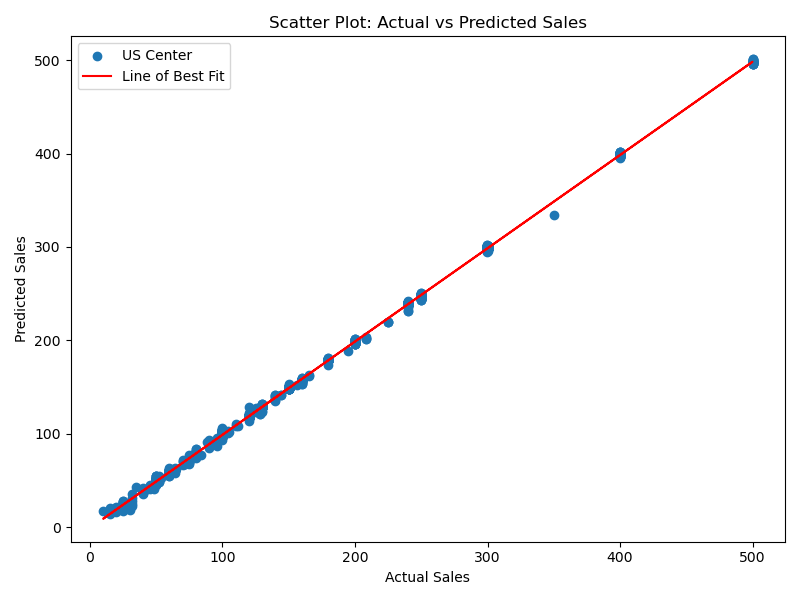 Scatter Plot: Actual vs Predicted Sales
US Center
Line of Best Fit
Predicted Sales
500
400
300
200
100
0
0 100 200 300 400 500
Actual Sales